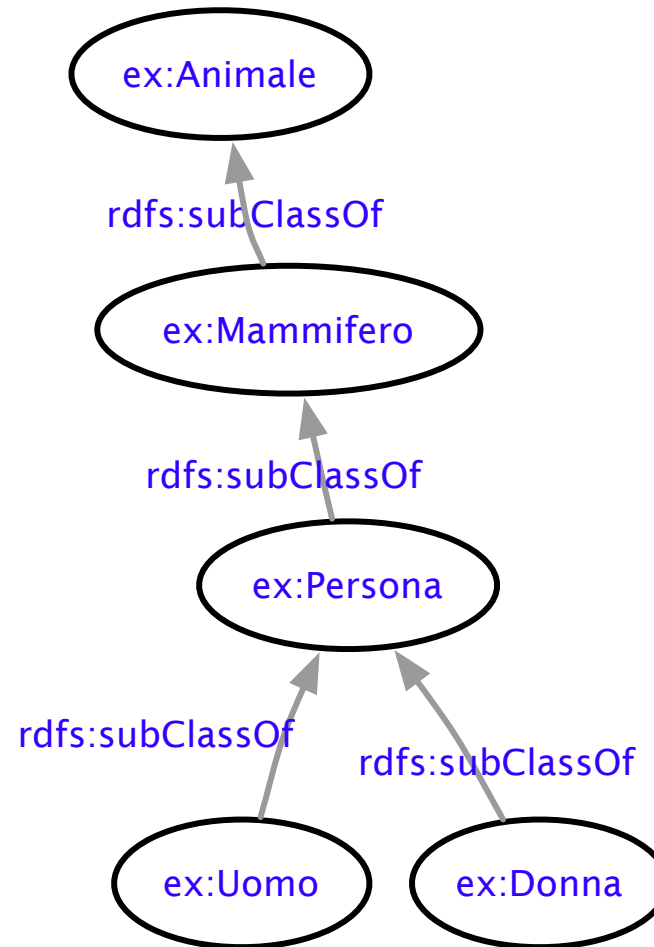 ex:Animale
rdfs:subClassOf
ex:Mammifero
rdfs:subClassOf
ex:Persona
rdfs:subClassOf
rdfs:subClassOf
ex:Uomo
ex:Donna